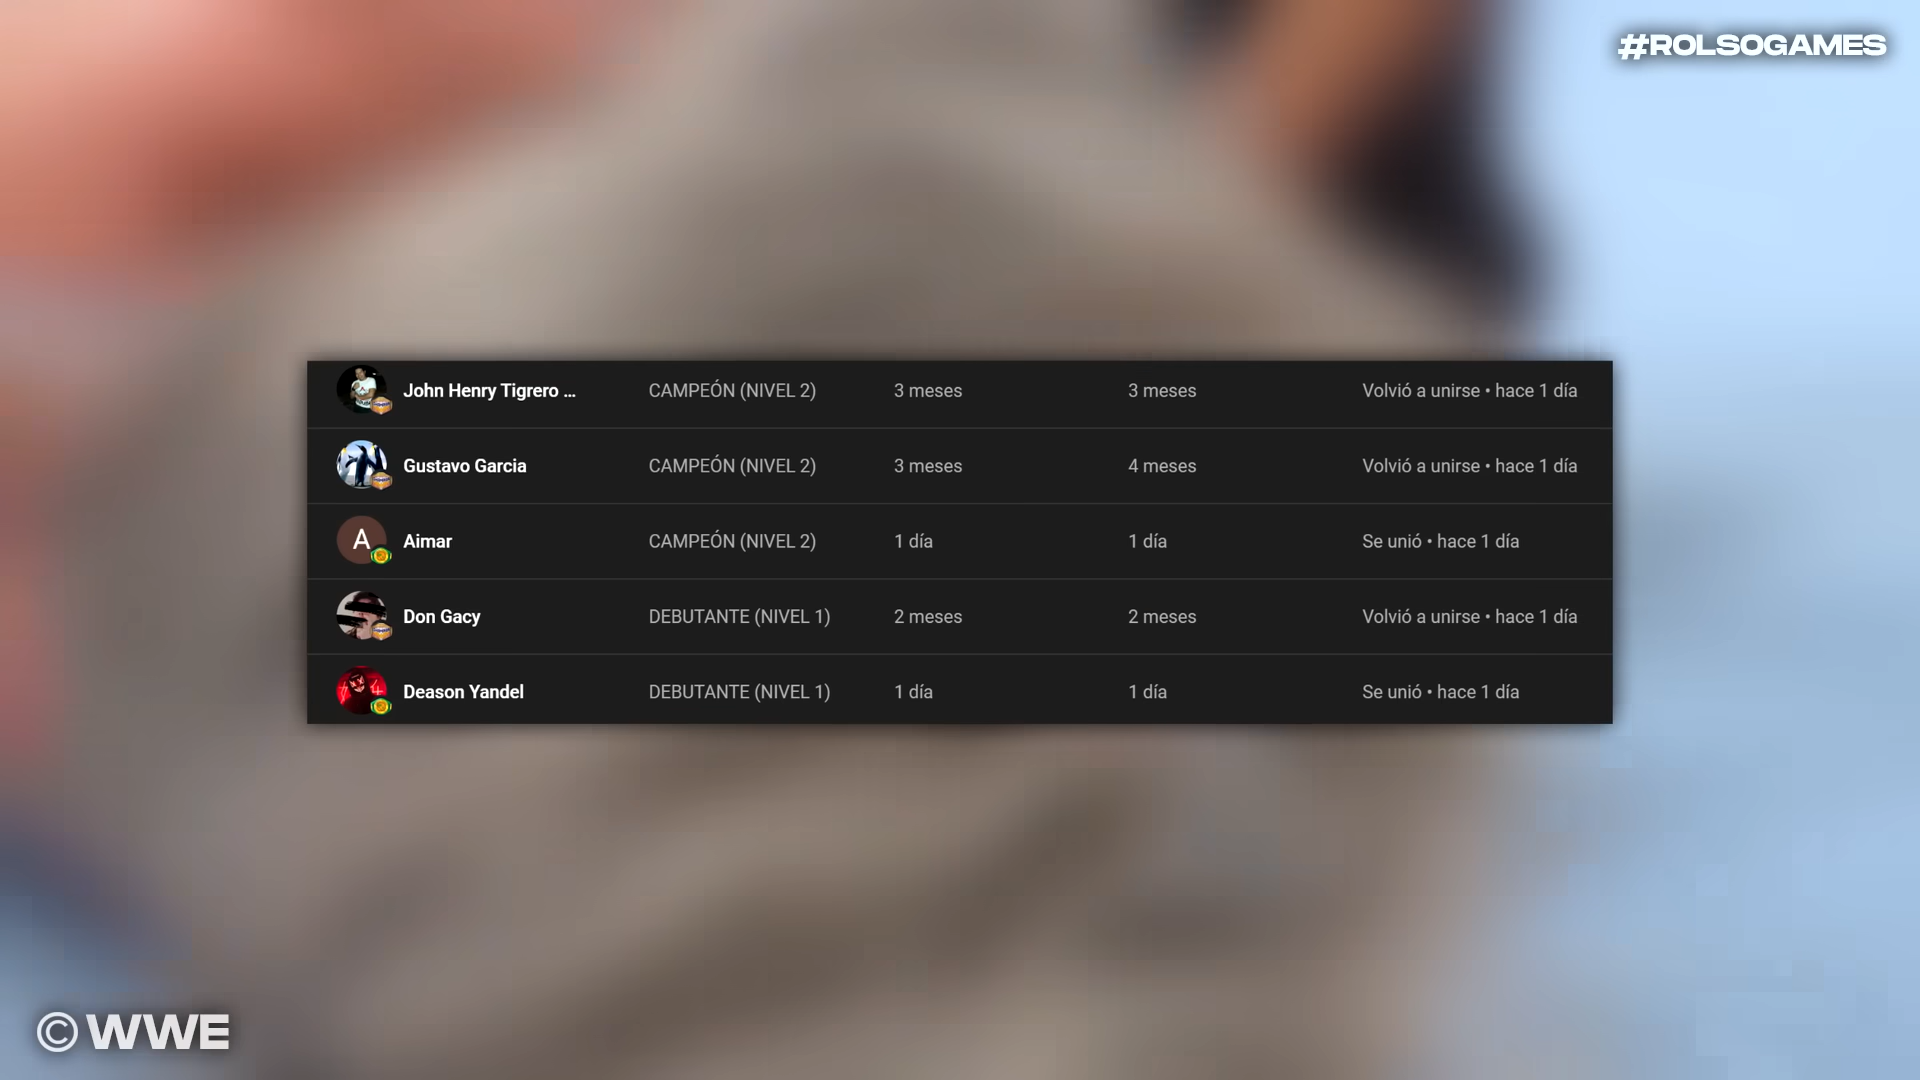 #ROLSOGAMES
John Henry Tigrero ... CAMPEÓN (NIVEL 2) 3 meses 3 meses Volvió a unirse • hace 1 día
Gustavo Garcia CAMPEÓN (NIVEL 2) 3 meses 4 meses Volvió a unirse • hace 1 día
A Aimar CAMPEÓN (NIVEL 2) 1 día 1 día Se unió • hace 1 día
Don Gacy DEBUTANTE (NIVEL 1) 2 meses 2 meses Volvió a unirse • hace 1 día
Deason Yandel DEBUTANTE (NIVEL 1) 1 día 1 día Se unió • hace 1 día
© WWE